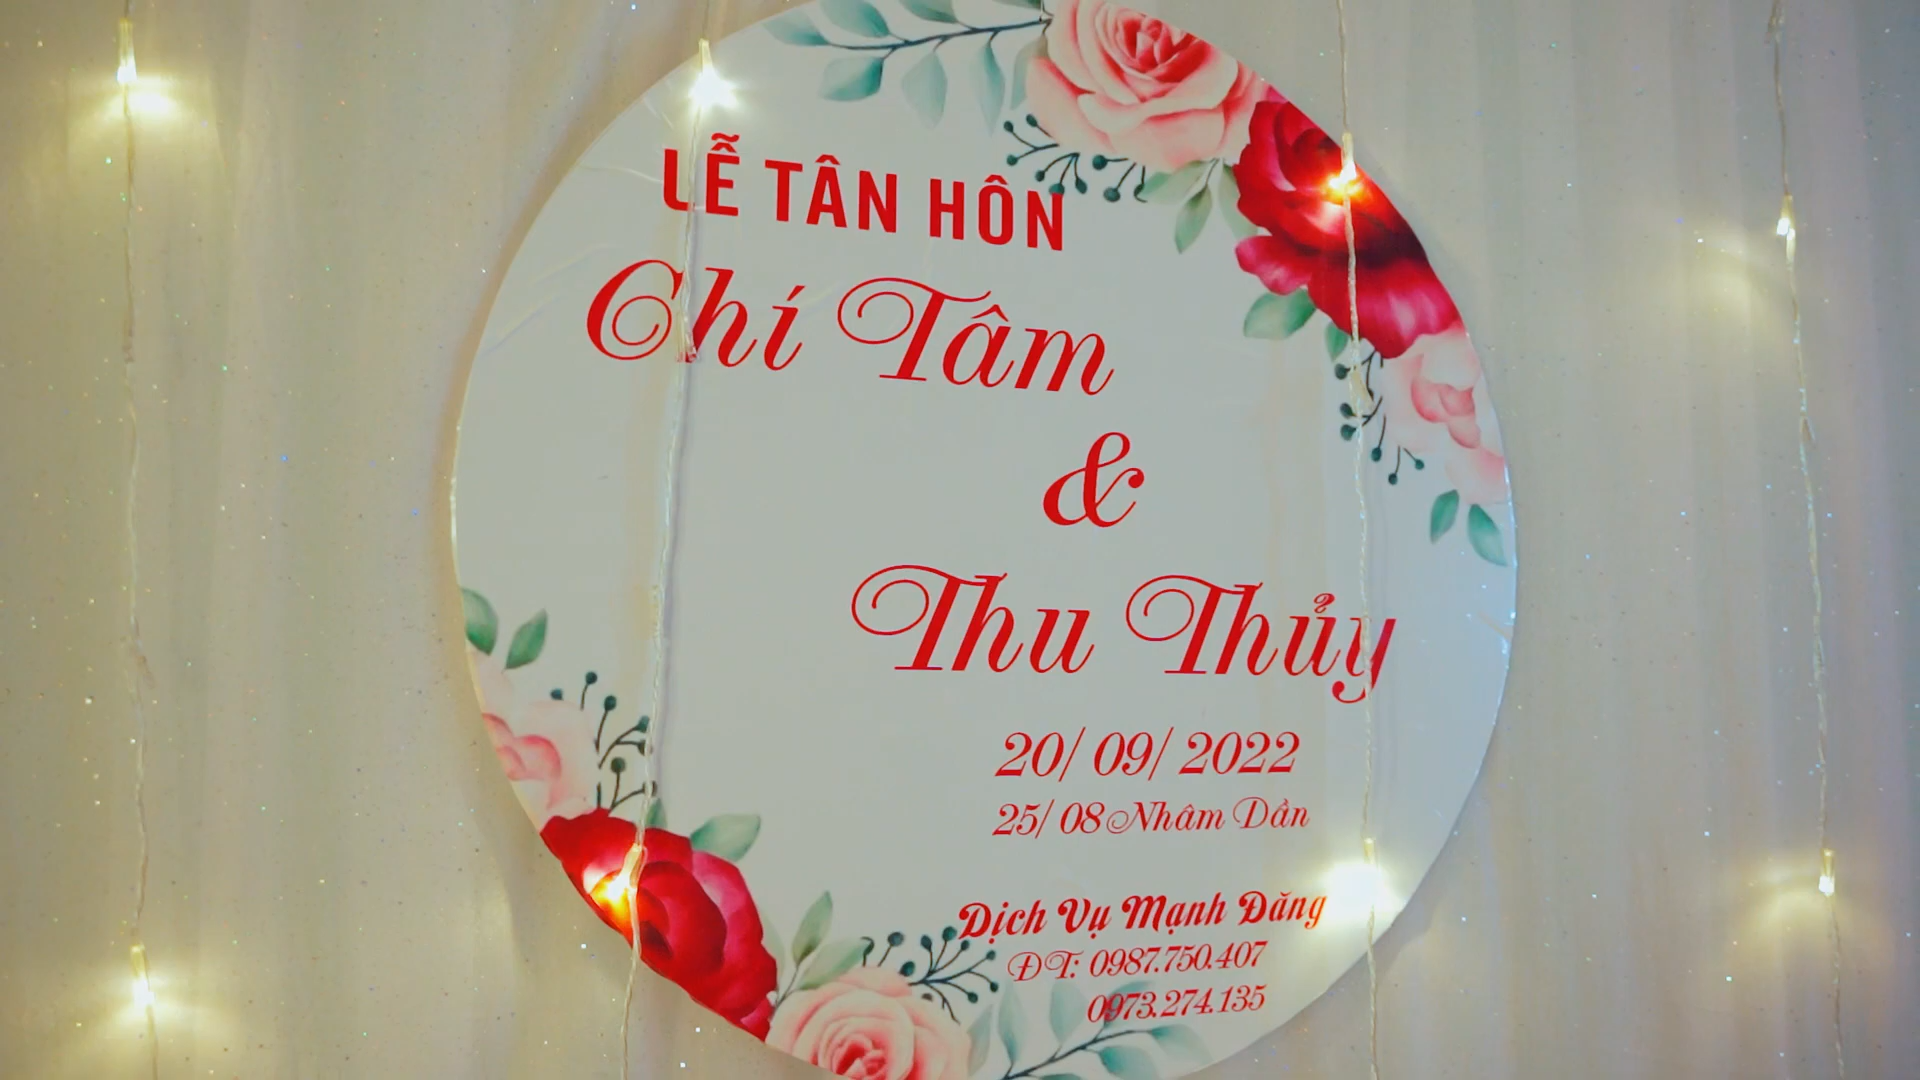 LỄ TÂN HÔN
Chí Tâm
&
Thu Thủy
20/ 09/ 2022
25/ 08 Nhâm Dần
Dịch Vụ Mạnh Đăng
ĐT: 0987.750.407
0973.274.135